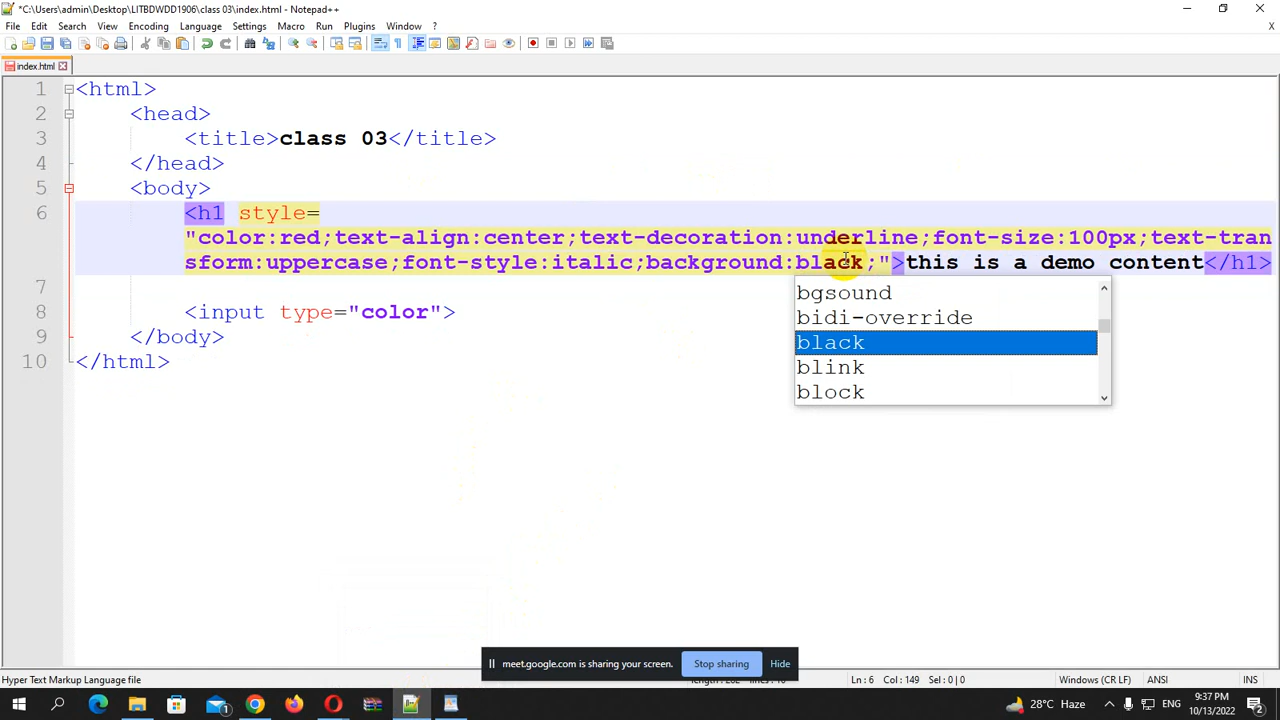 *C:\Users\admin\Desktop\LITBDWDD1906\class 03\index.html - Notepad++
File Edit Search View Encoding Language Settings Macro Run Plugins Window ?
X
index.html
1 <html>
2 <head>
3 <title>class 03</title>
4 </head>
5 <body>
6 <h1 style=
"color:red;text-align:center;text-decoration:underline;font-size:100px;text-tran
sform:uppercase;font-style:italic;background:black;">this is a demo content</h1>
7
8 <input type="color">
9 </body>
10 </html>
bgsound
bidi-override
black
blink
block
meet.google.com is sharing your screen. Stop sharing Hide
Hyper Text Markup Language file Ln: 6 Col: 149 Sel: 0 | 0 Windows (CR LF) ANSI INS
28°C Haze ENG 9:37 PM
10/13/2022